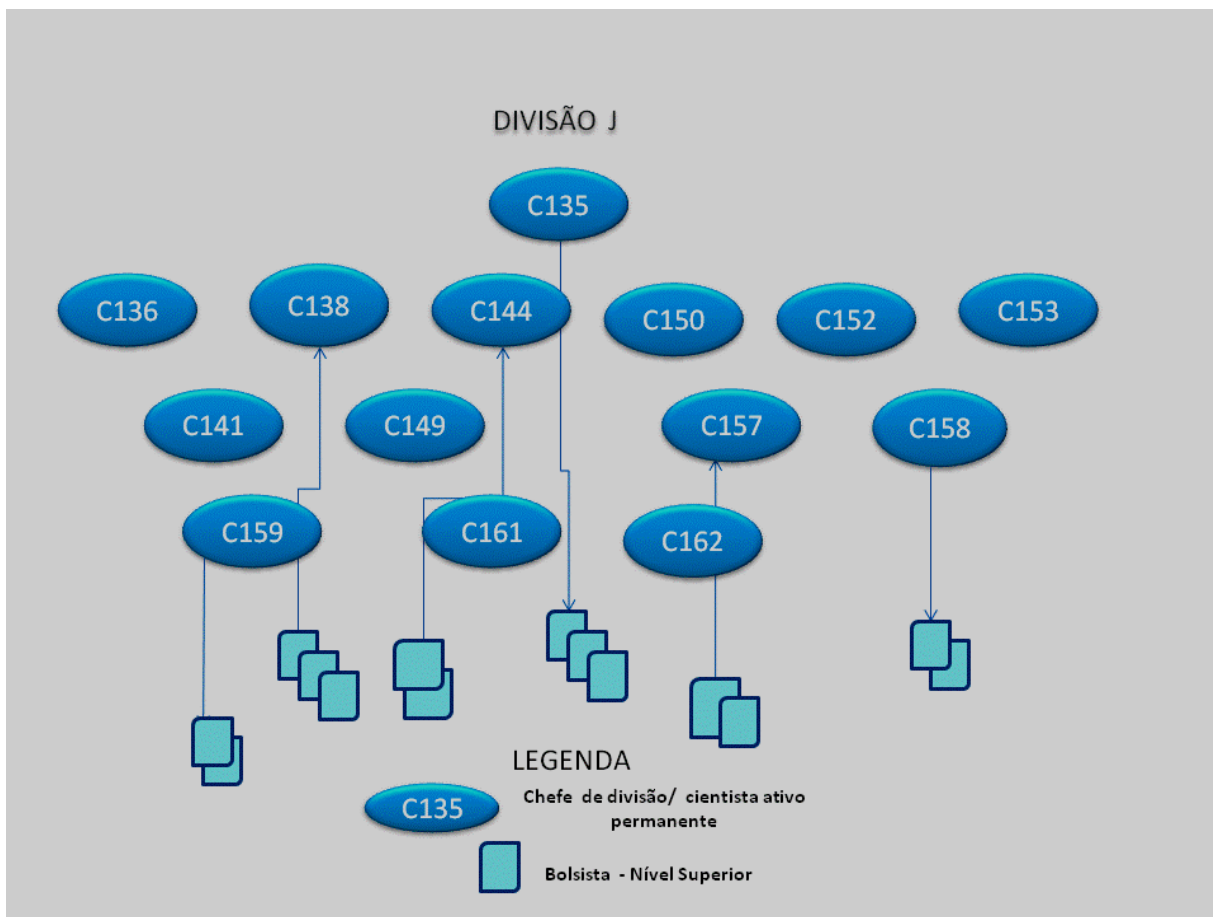 DIVISÃO J
C135
C136
C138
C144
C150
C152
C153
C141
C149
C157
C158
C159
C161
C162
LEGENDA
C135
Chefe de divisão/ cientista ativo
permanente
Bolsista - Nível Superior